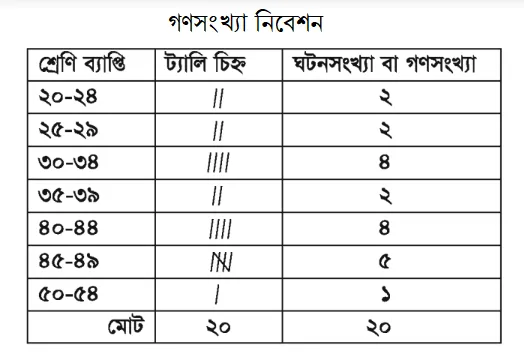 গণসংখ্যা নিবেশন
শ্রেণি ব্যাপ্তি ট্যালি চিহ্ন ঘটনসংখ্যা বা গণসংখ্যা
২০-২৪ // ২
২৫-২৯ // ২
৩০-৩৪ //// ৪
৩৫-৩৯ // ২
৪০-৪৪ //// ৪
৪৫-৪৯ ৫
৫০-৫৪ / ১
মোট ২০ ২০